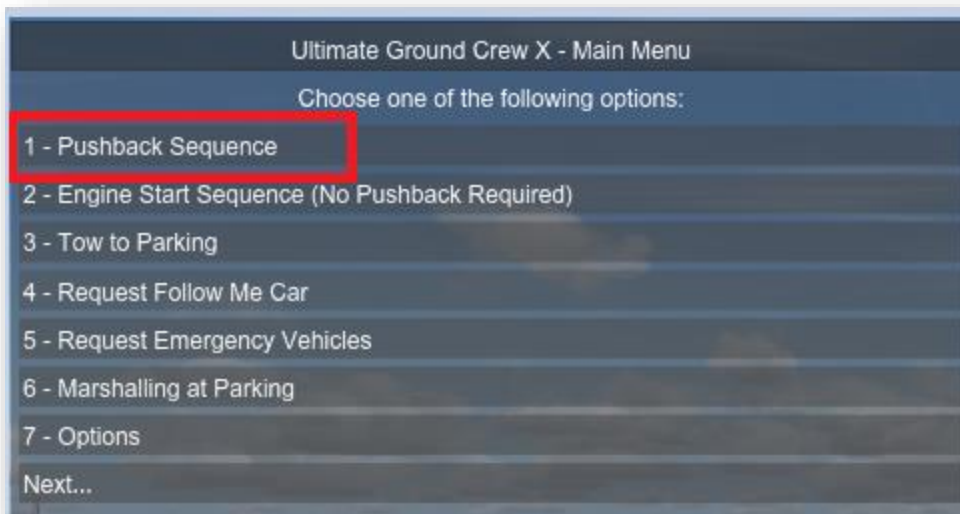 Ultimate Ground Crew X - Main Menu
Choose one of the following options:
1 - Pushback Sequence
2 - Engine Start Sequence (No Pushback Required)
3 - Tow to Parking
4 - Request Follow Me Car
5 - Request Emergency Vehicles
6 - Marshalling at Parking
7 - Options
Next...